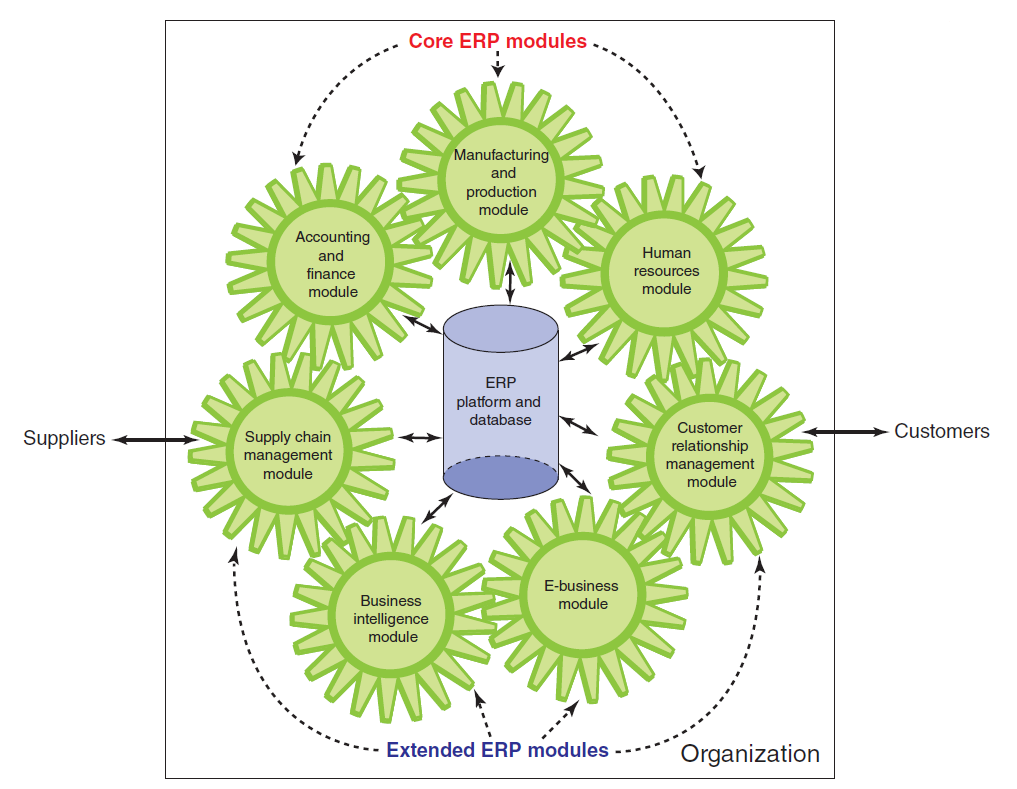 Core ERP modules
Manufacturing
and
production
module
Accounting
and
finance
module
Human
resources
module
ERP
platform and
database
Suppliers
Supply chain
management
module
Customer
relationship
management
module
Customers
Business
intelligence
module
E-business
module
Extended ERP modules
Organization